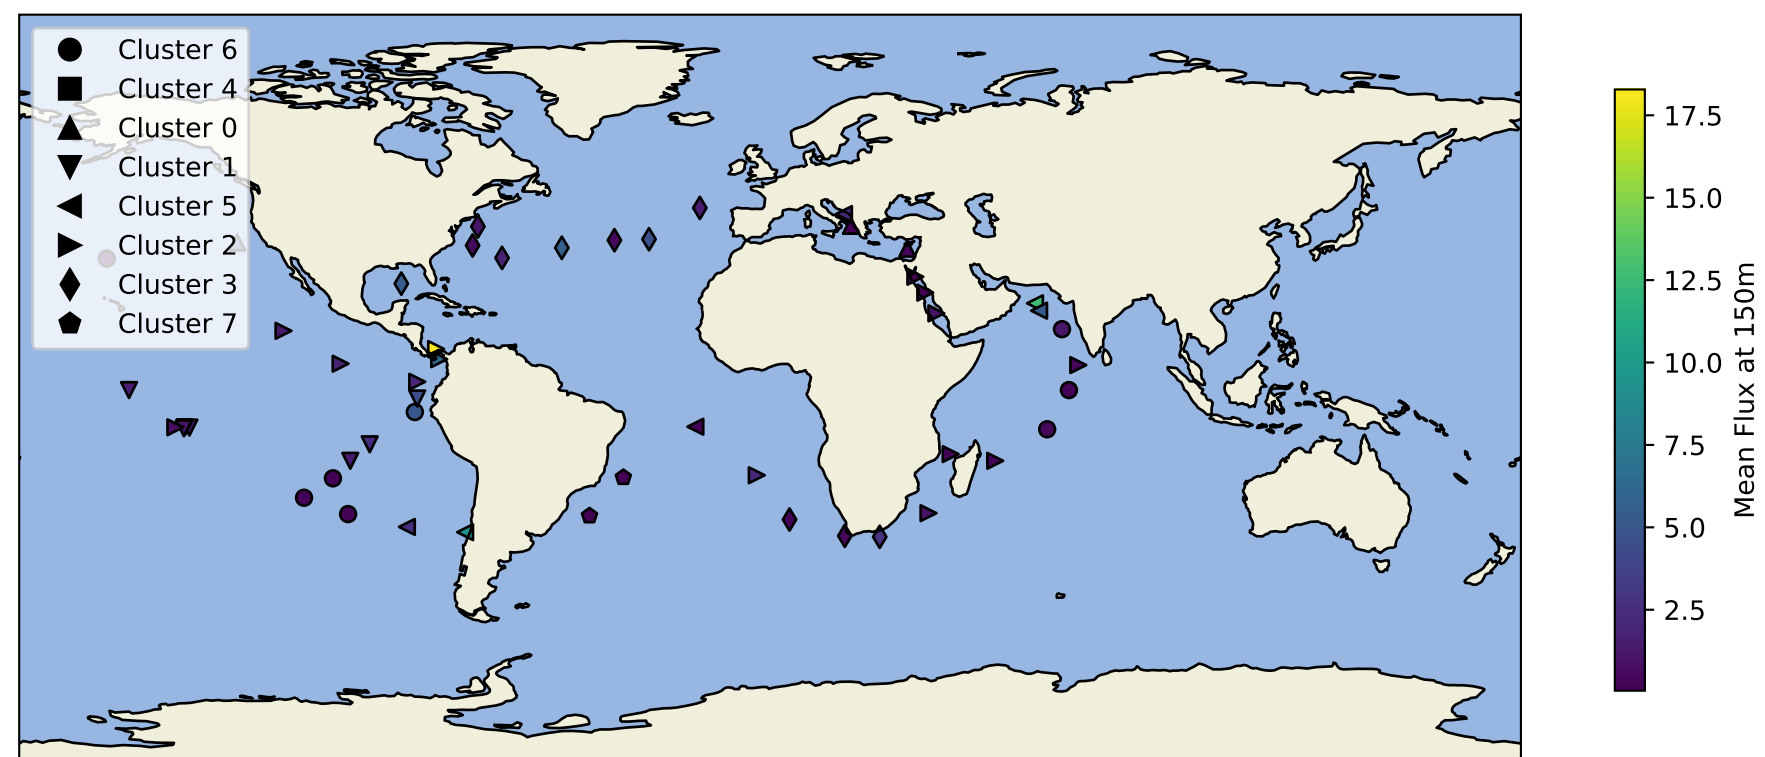 Cluster 6
Cluster 4
Cluster 0
Cluster 1
Cluster 5
Cluster 2
Cluster 3
Cluster 7
17.5
15.0
12.5
10.0
7.5
5.0
2.5
Mean Flux at 150m